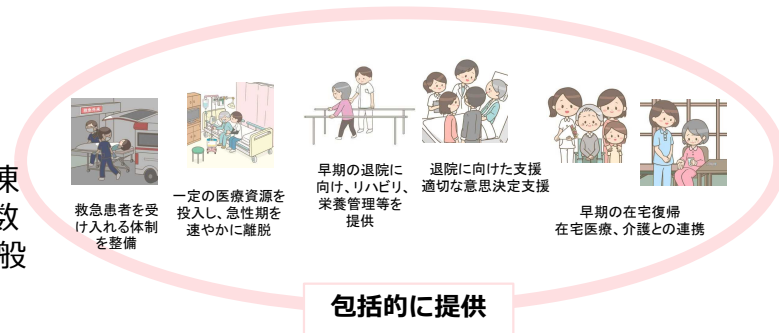 棟
数
般
救急患者を受
け入れる体制
を整備
一定の医療資源を
投入し、急性期を
速やかに離脱
早期の退院に
向け、リハビリ、
栄養管理等を
提供
退院に向けた支援
適切な意思決定支援
早期の在宅復帰
在宅医療、介護との連携
包括的に提供